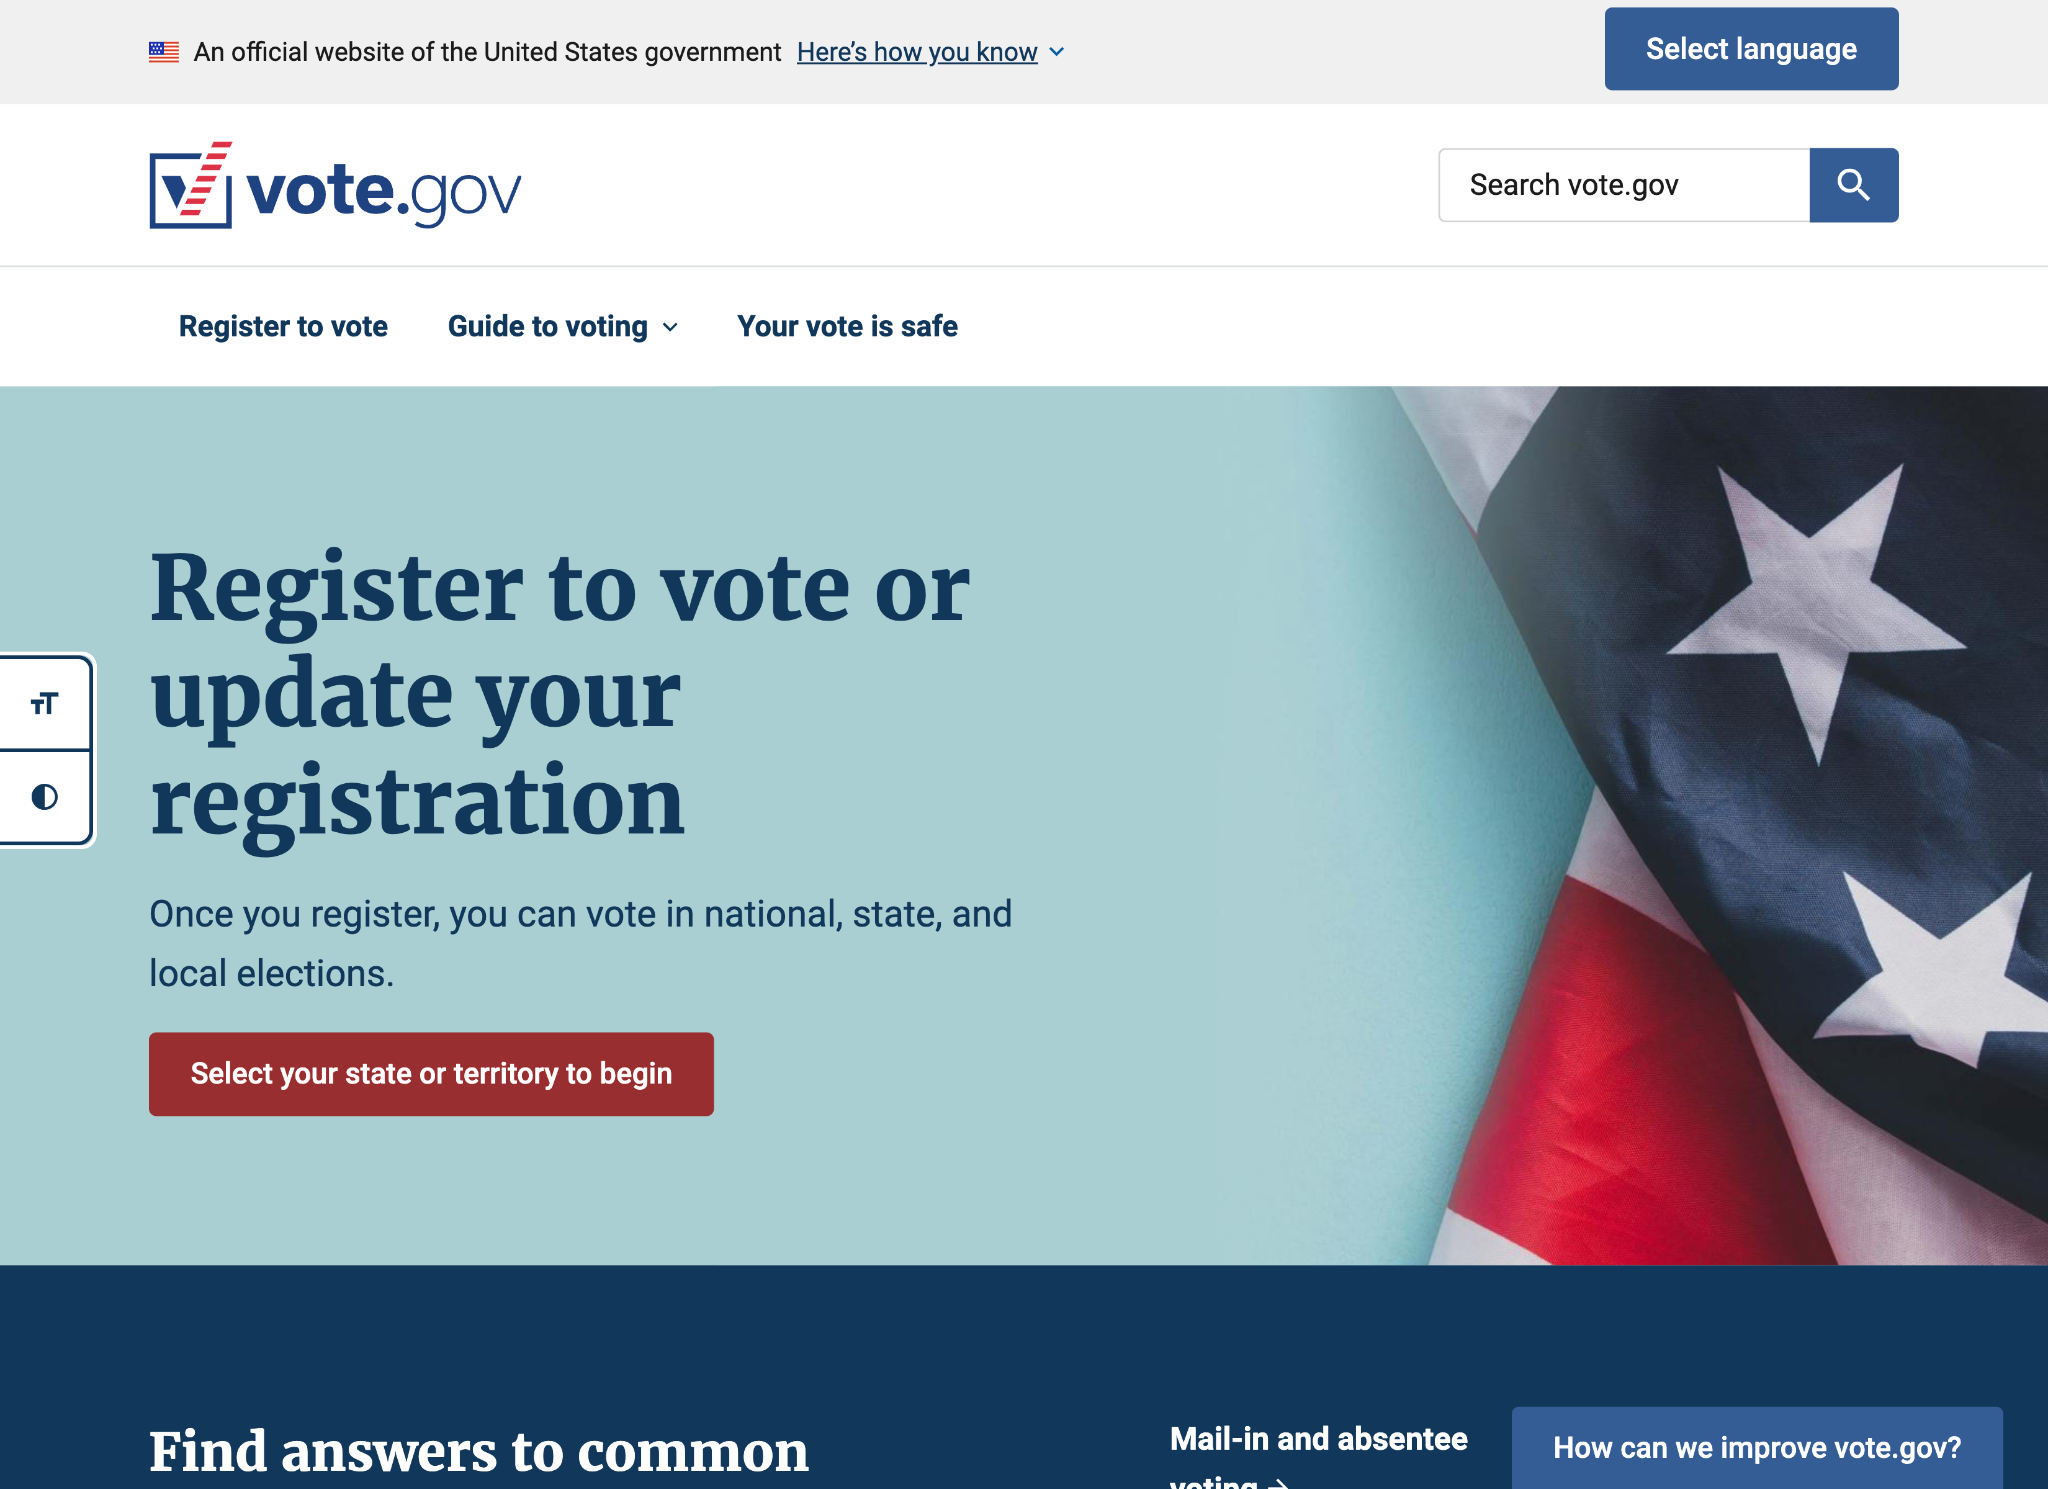 An official website of the United States government Here’s how you know
Select language
vote.gov
Search vote.gov
Register to vote
Guide to voting
Your vote is safe
Register to vote or
update your
registration
Once you register, you can vote in national, state, and
local elections.
Select your state or territory to begin
Find answers to common
Mail-in and absentee
voting →
How can we improve vote.gov?